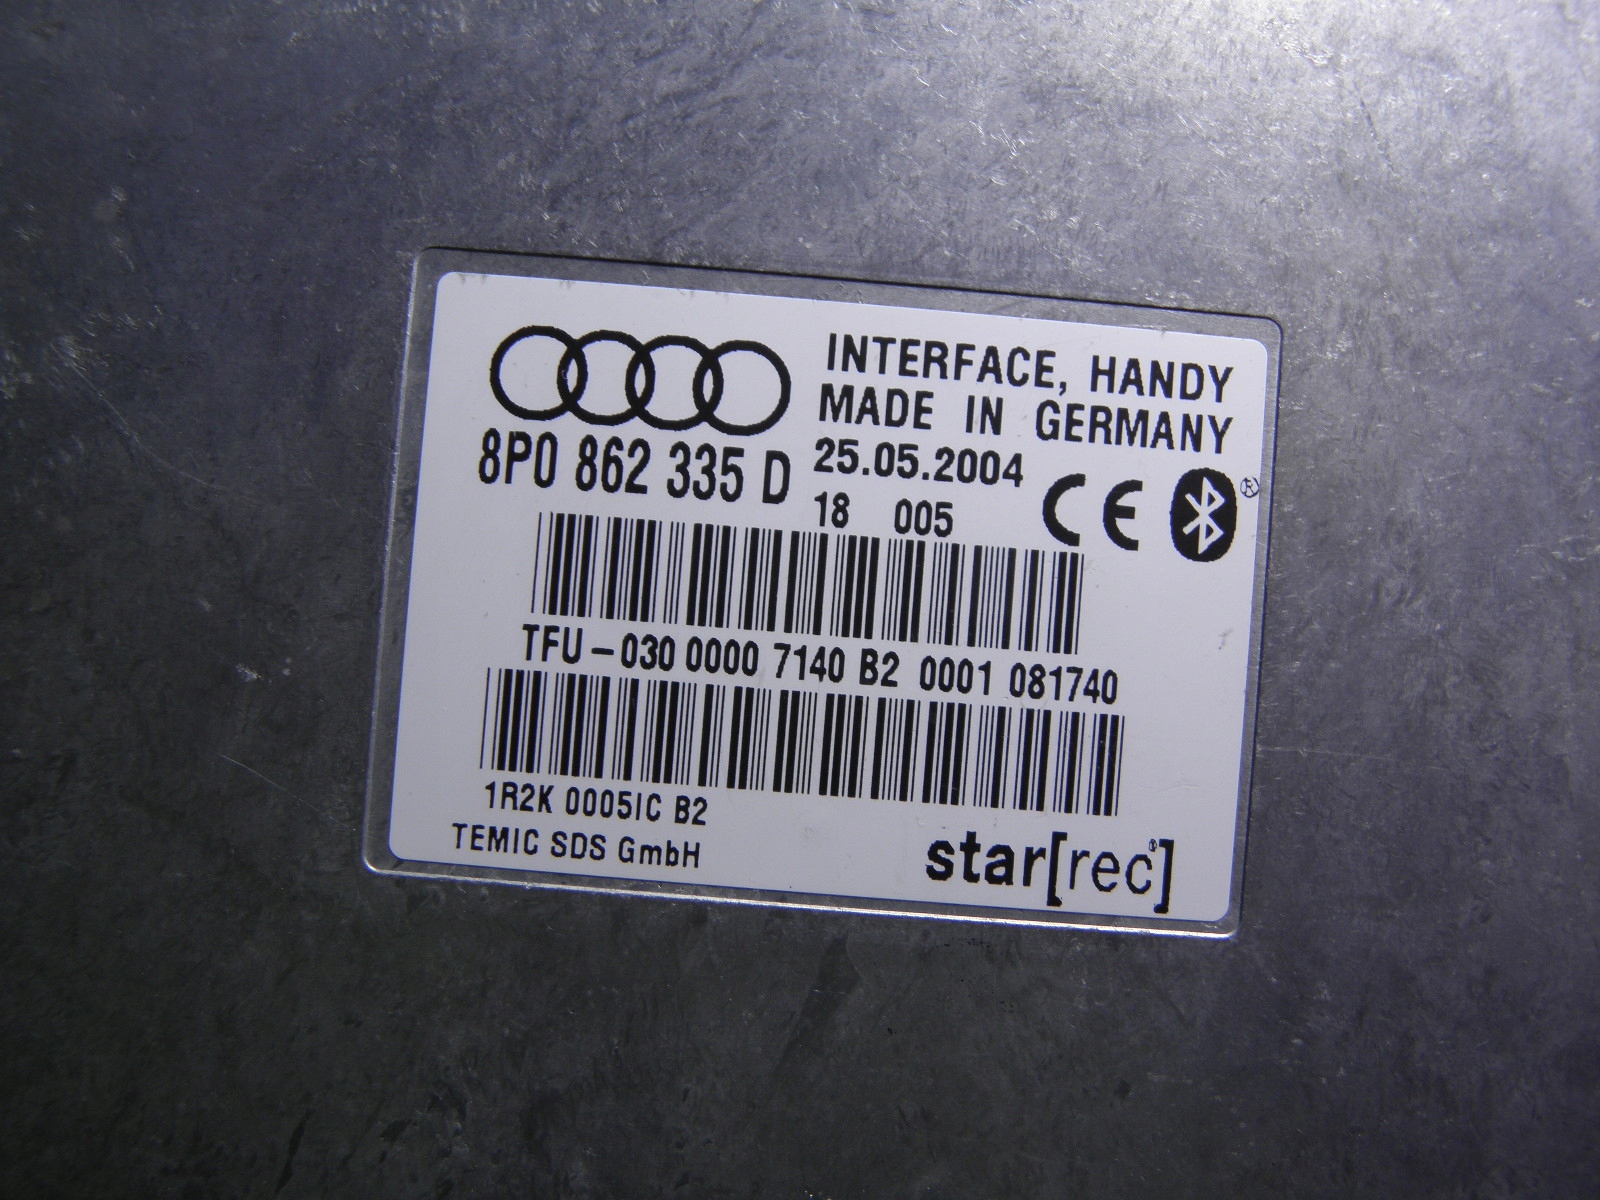 INTERFACE, HANDY
MADE IN GERMANY
8P0 862 335 D
25.05.2004
18 005
CE
®
TFU-030 0000 7140 B2 0001 081740
1R2K 0005IC B2
TEMIC SDS GmbH
star[rec®]